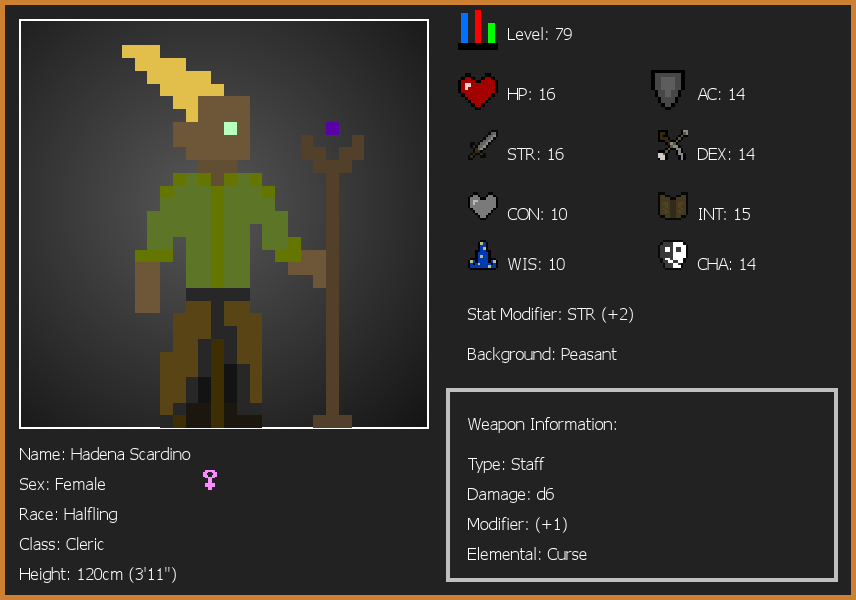 Level: 79
HP: 16
AC: 14
STR: 16
DEX: 14
CON: 10
INT: 15
WIS: 10
CHA: 14
Stat Modifier: STR (+2)
Background: Peasant
Weapon Information:
Type: Staff
Damage: d6
Modifier: (+1)
Elemental: Curse
Name: Hadena Scardino
Sex: Female
Race: Halfling
Class: Cleric
Height: 120cm (3'11")